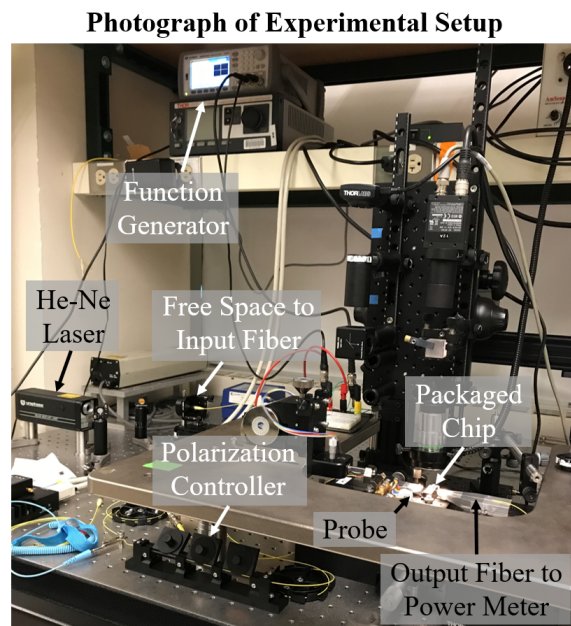 Photograph of Experimental Setup
Function
Generator
THORLABS
He-Ne
Laser
Free Space to
Input Fiber
Packaged
Chip
Polarization
Controller
Probe
Output Fiber to
Power Meter